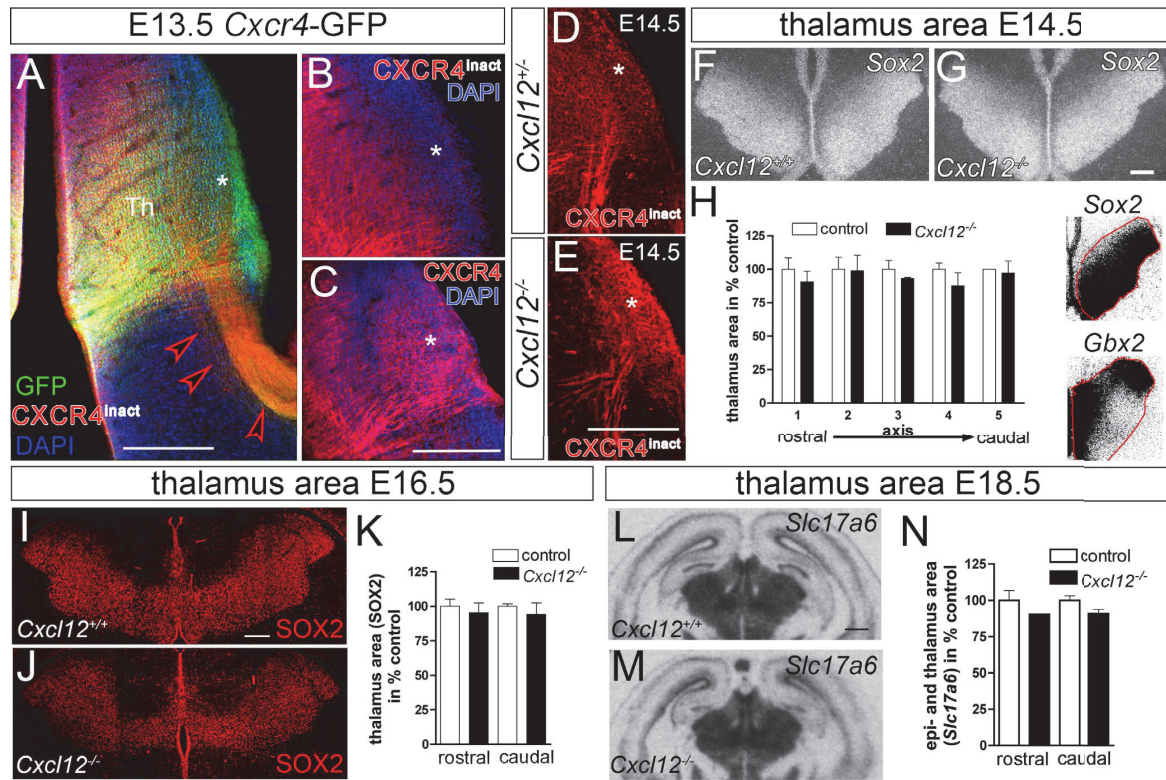 E13.5 Cxcr4-GFP
A
Th
*
GFP
CXCR4inact
DAPI
B
CXCR4inact
DAPI
*
C
CXCR4
DAPI
*
Cxcl12+/-
D
E14.5
*
CXCR4inact
Cxcl12-/-
E
E14.5
*
CXCR4inact
thalamus area E14.5
F
Sox2
Cxcl12+/+
G
Sox2
Cxcl12-/-
H
control
Cxcl12-/-
thalamus area in % control
125
100
75
50
25
0
1 2 3 4 5
rostral axis caudal
Sox2
Gbx2
thalamus area E16.5
I
Cxcl12+/+
SOX2
J
Cxcl12-/-
SOX2
K
control
Cxcl12-/-
thalamus area (SOX2)
in % control
125
100
75
50
25
0
rostral caudal
thalamus area E18.5
L
Slc17a6
Cxcl12+/+
M
Slc17a6
Cxcl12-/-
N
control
Cxcl12-/-
epi- and thalamus area
(Slc17a6) in % control
125
100
75
50
25
0
rostral caudal